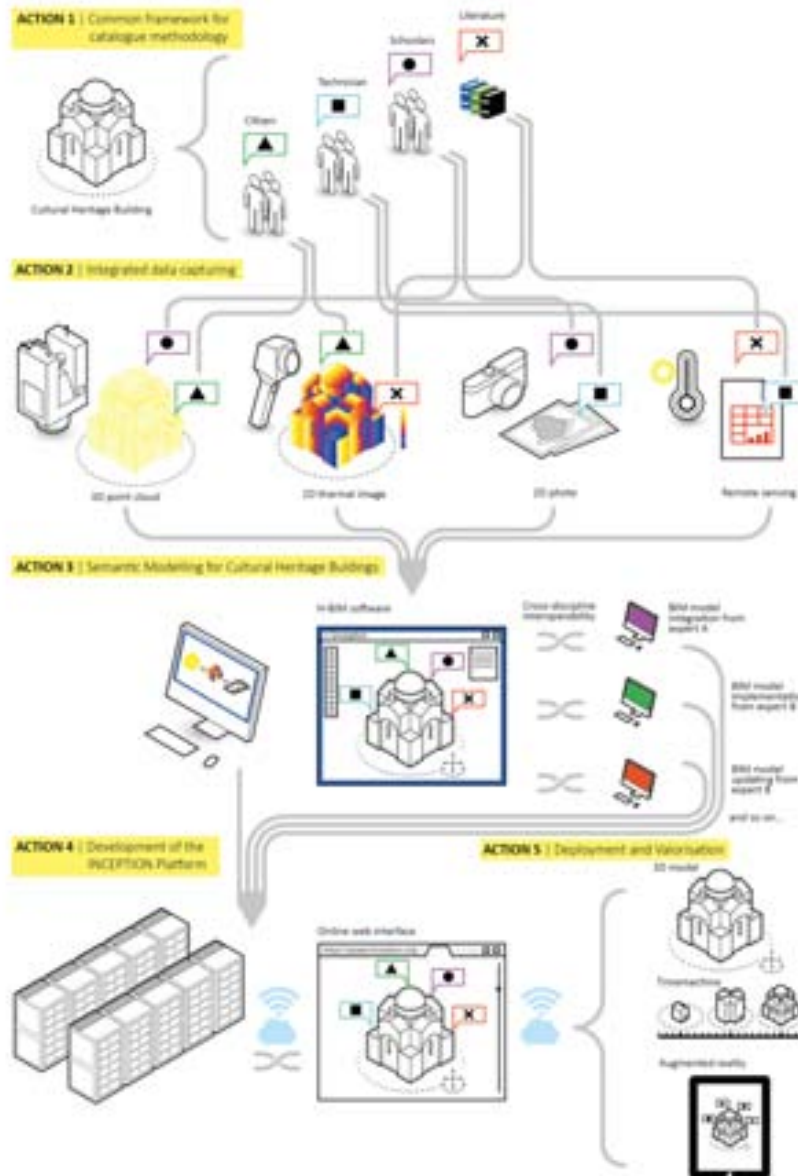 ACTION 1 | Common framework for
catalogue methodology
Literature
Scholars
Technician
Citizen
Cultural Heritage Building
ACTION 2 | Integrated data capturing
3D point cloud
2D thermal image
2D photo
Remote sensing
ACTION 3 | Semantic Modelling for Cultural Heritage Buildings
H-BIM software
Cross-discipline
interoperability
BIM model
integration from
expert A
BIM model
implementation
from expert B
BIM model
updating from
expert B
and so on...
ACTION 4 | Development of the
INCEPTION Platform
ACTION 5 | Deployment and Valorisation
3D model
Online web interface
Timemachine
Augmented reality